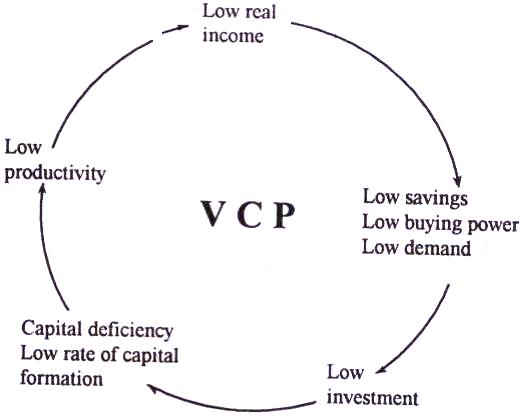 Low real
income
Low savings
Low buying power
Low demand
Low
investment
Capital deficiency
Low rate of capital
formation
Low
productivity
V C P